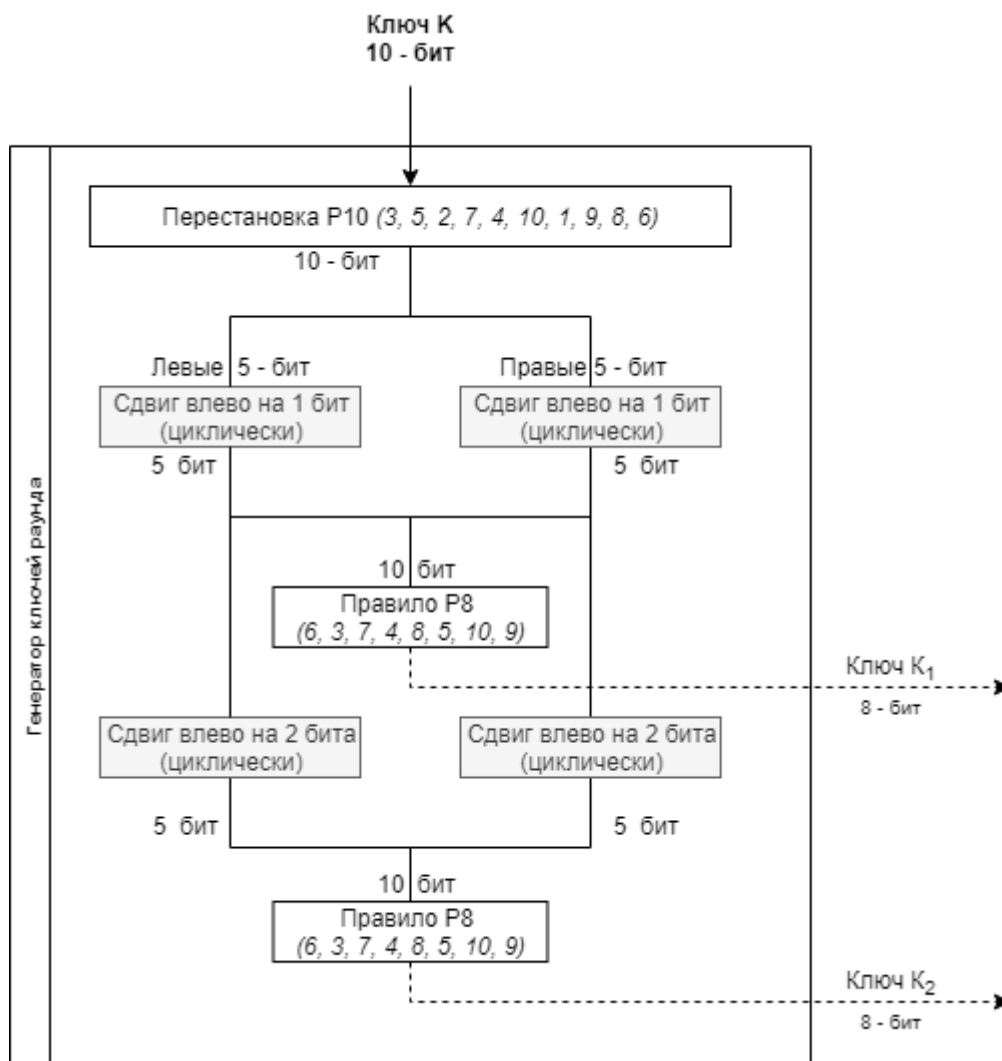 Ключ K
10 - бит
Перестановка P10 (3, 5, 2, 7, 4, 10, 1, 9, 8, 6)
10 - бит
Левые 5 - бит
Правые 5 - бит
Сдвиг влево на 1 бит
(циклически)
Сдвиг влево на 1 бит
(циклически)
5 бит
5 бит
Генератор ключей раунда
10 бит
Правило P8
(6, 3, 7, 4, 8, 5, 10, 9)
Ключ K1
8 - бит
Сдвиг влево на 2 бита
(циклически)
Сдвиг влево на 2 бита
(циклически)
5 бит
5 бит
10 бит
Правило P8
(6, 3, 7, 4, 8, 5, 10, 9)
Ключ K2
8 - бит